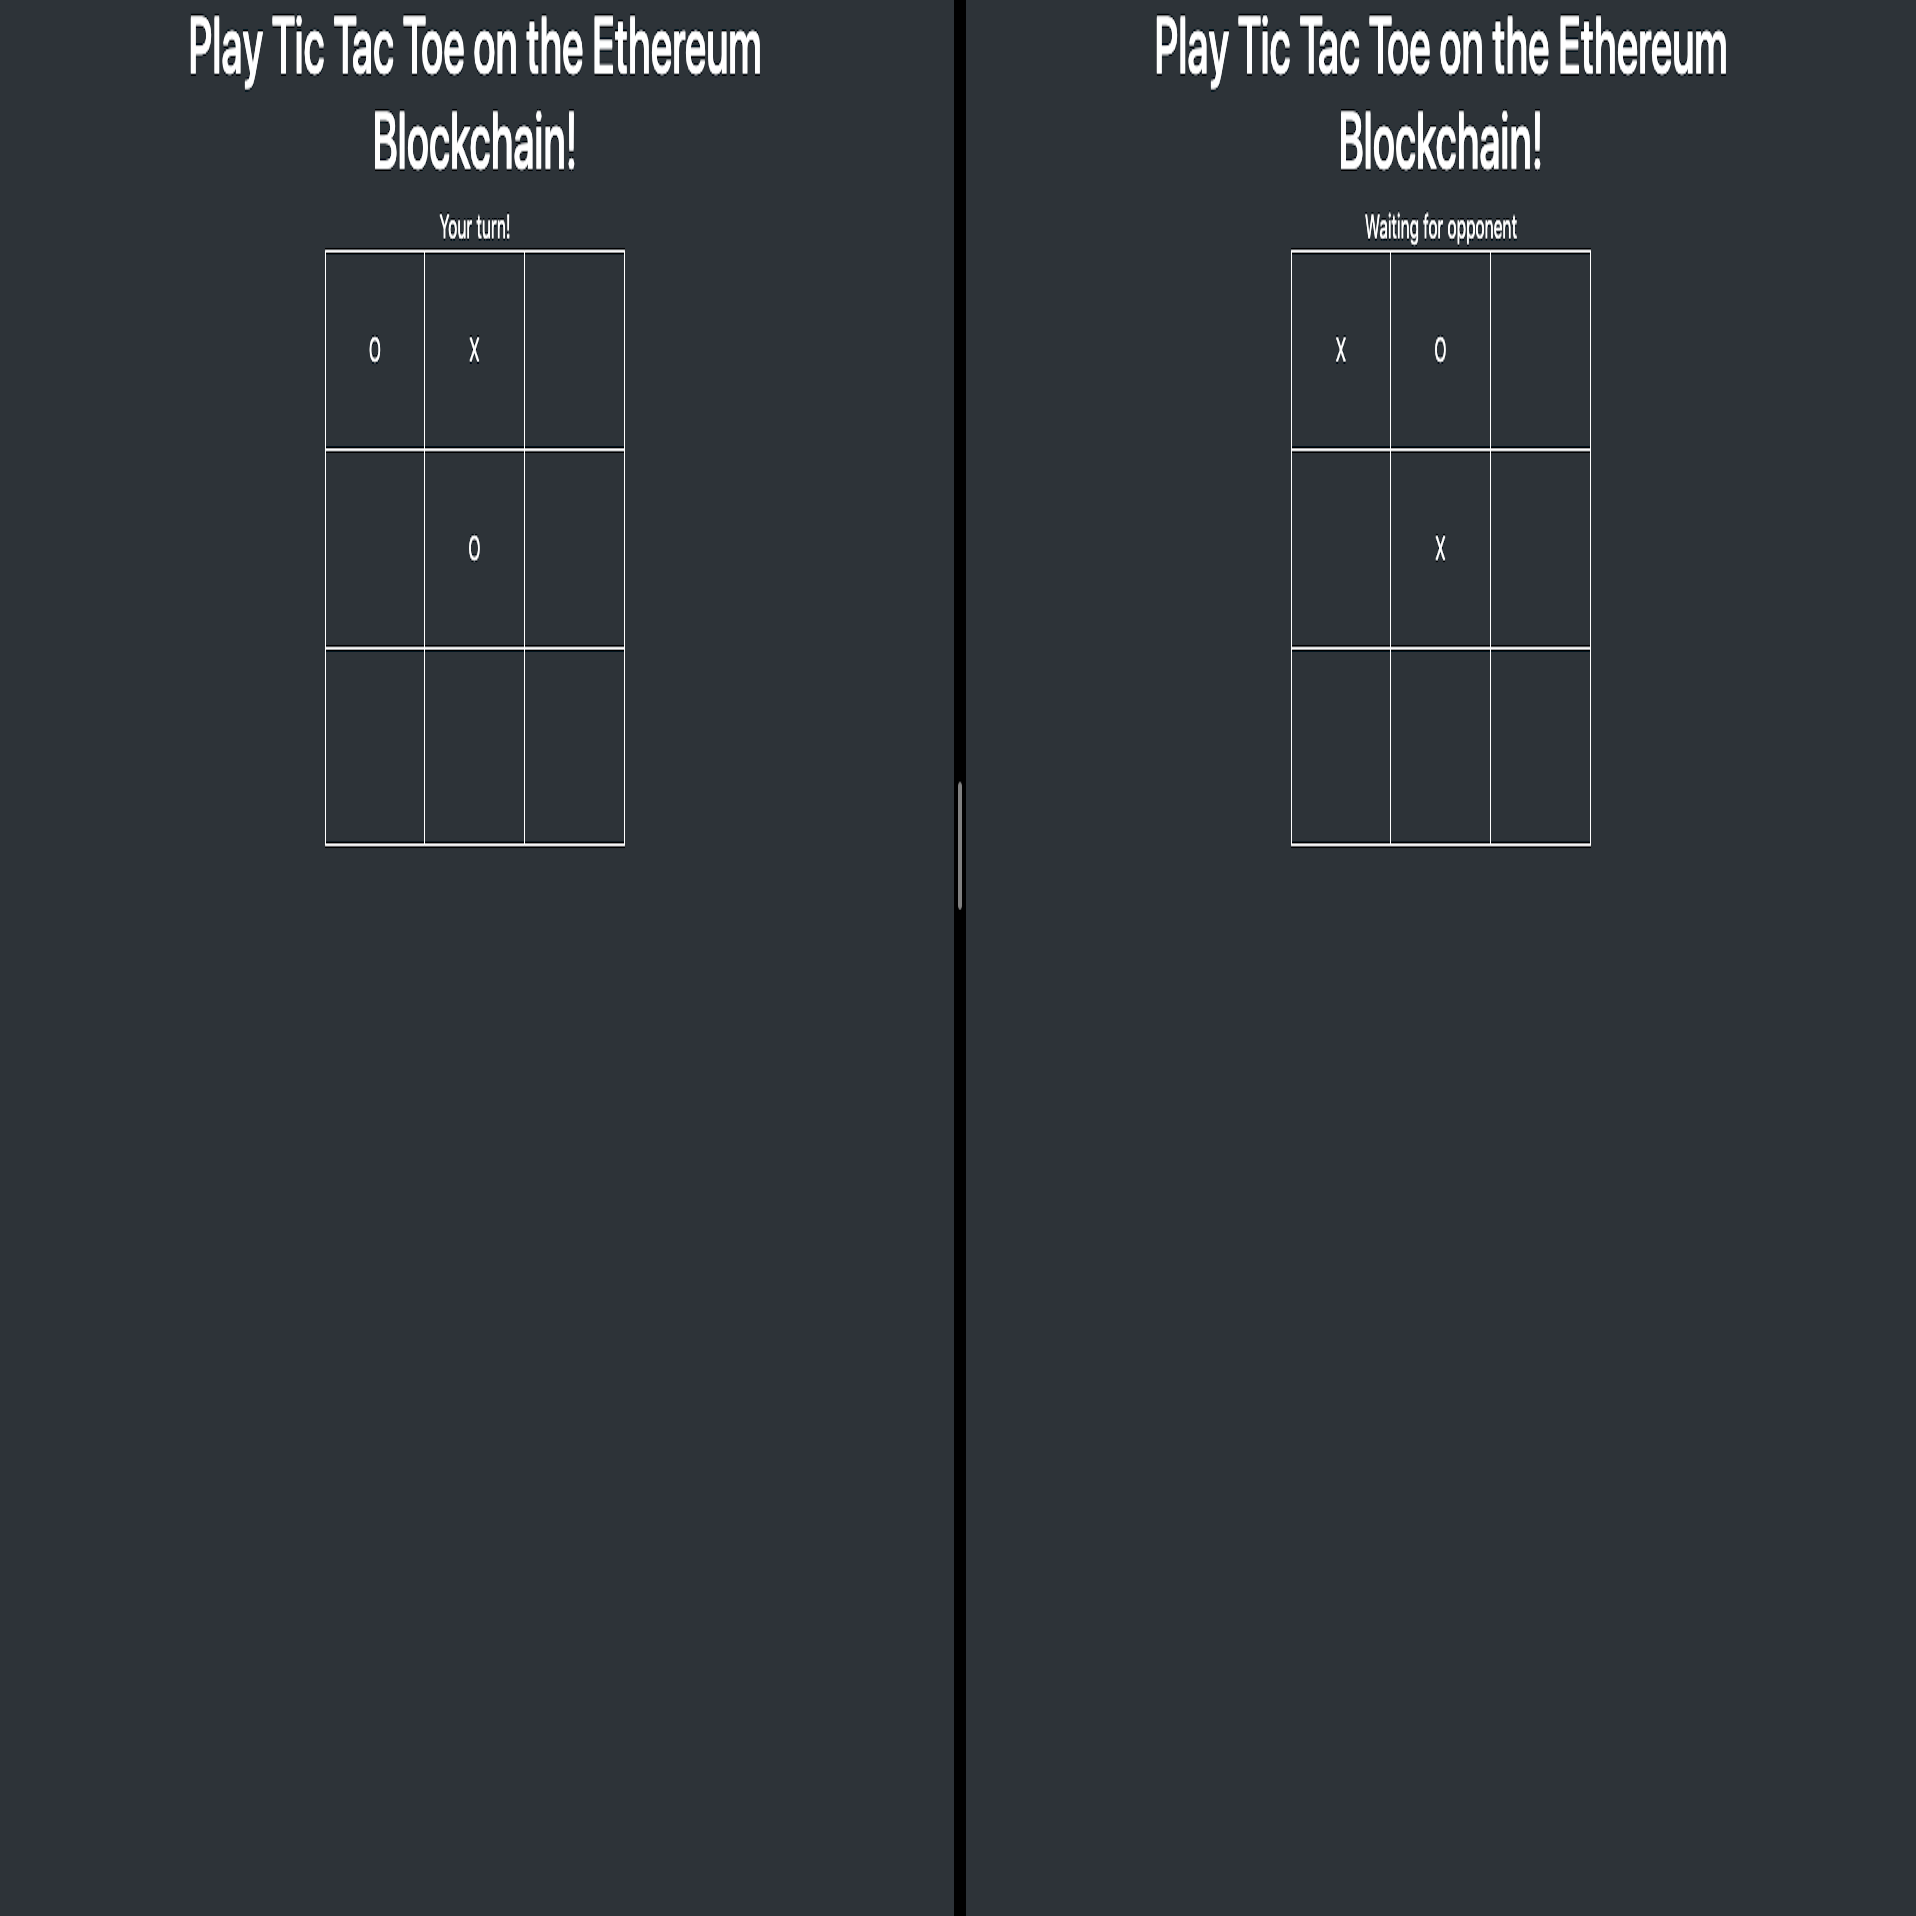 Play Tic Tac Toe on the Ethereum
Blockchain!
Your turn!
O X
O
Play Tic Tac Toe on the Ethereum
Blockchain!
Waiting for opponent
X O
X